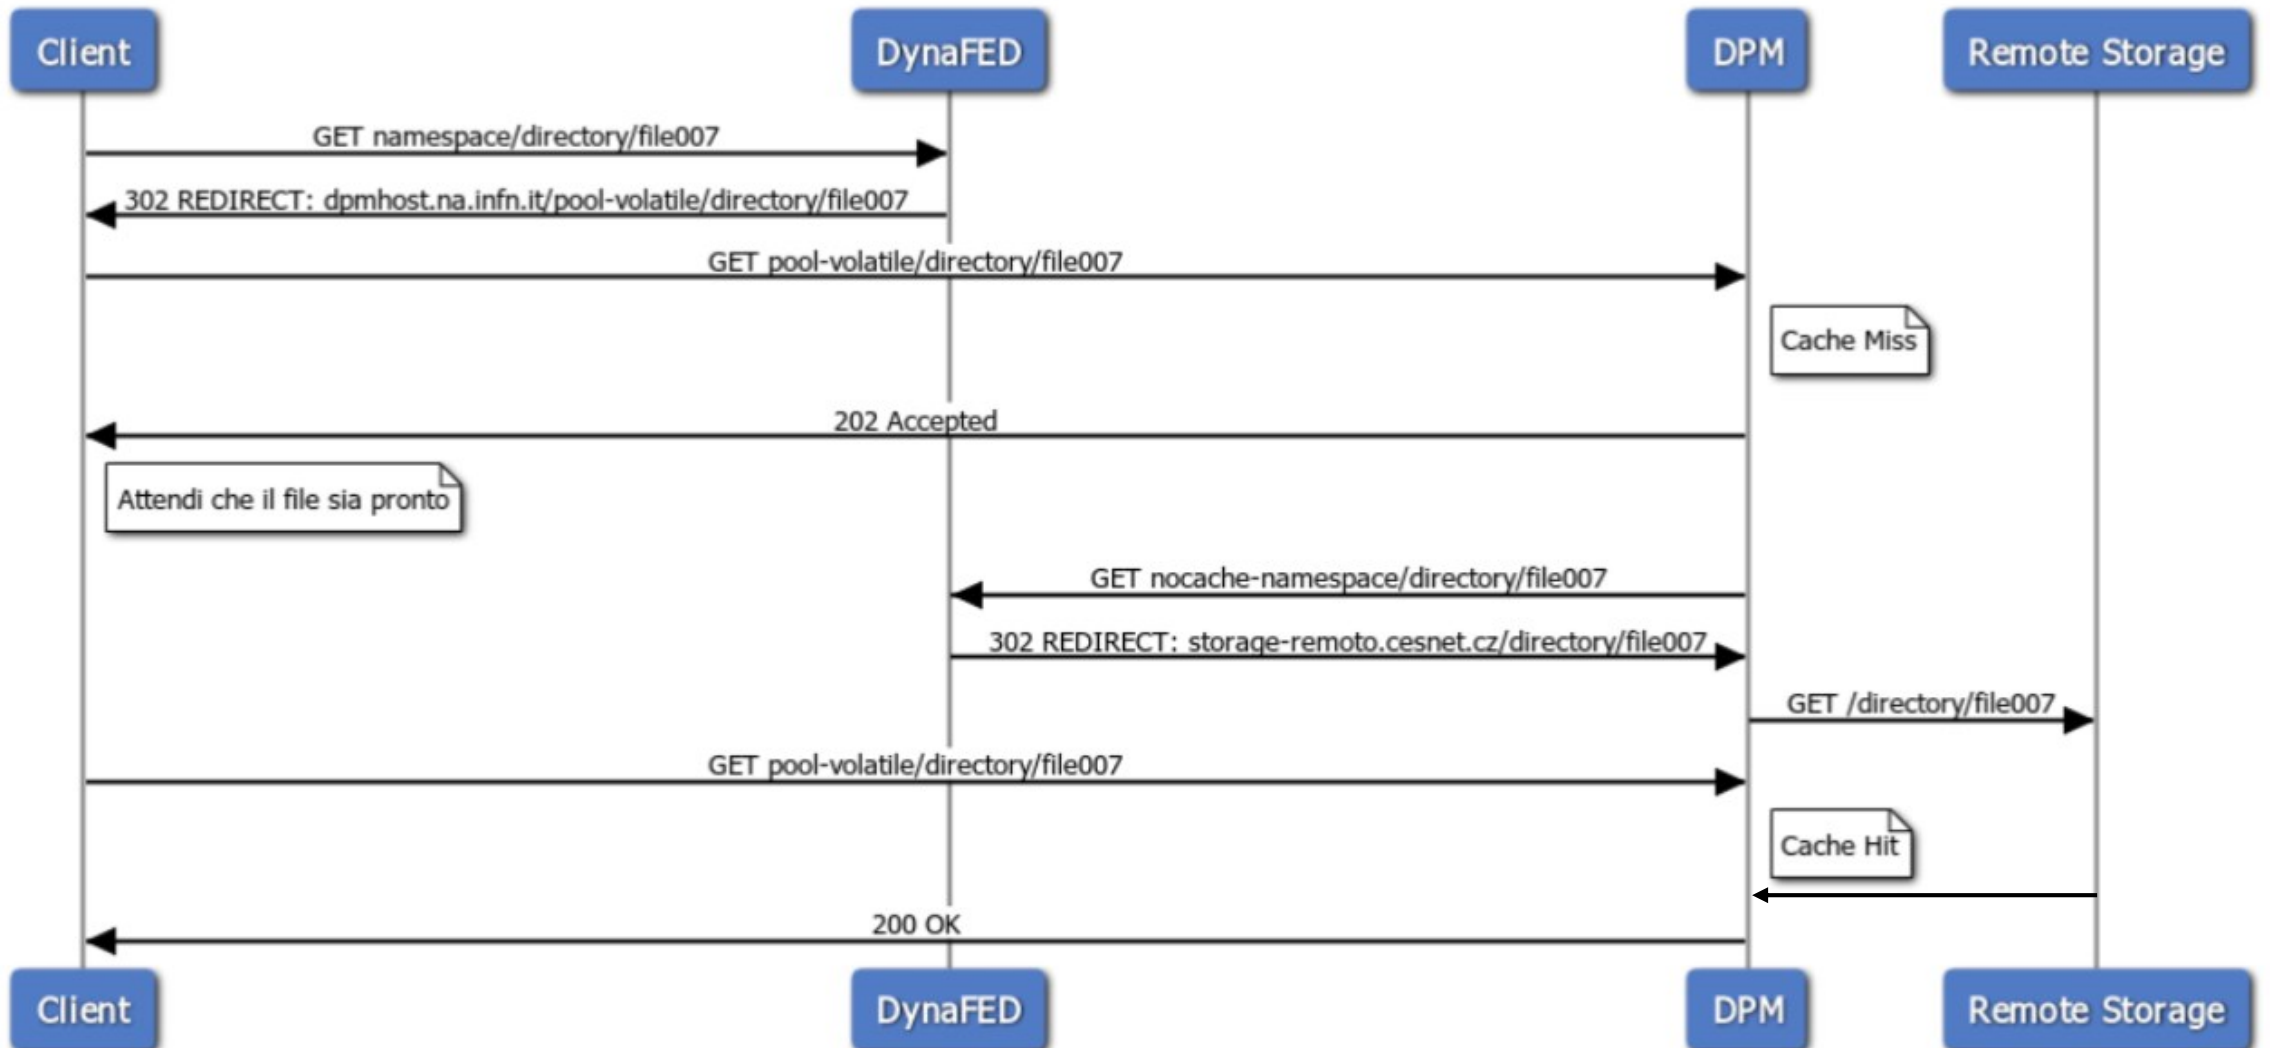 Client
DynaFED
DPM
Remote Storage
GET namespace/directory/file007
302 REDIRECT: dpmhost.na.infn.it/pool-volatile/directory/file007
GET pool-volatile/directory/file007
Cache Miss
202 Accepted
Attendi che il file sia pronto
GET nocache-namespace/directory/file007
302 REDIRECT: storage-remoto.cesnet.cz/directory/file007
GET /directory/file007
GET pool-volatile/directory/file007
Cache Hit
200 OK
Client
DynaFED
DPM
Remote Storage